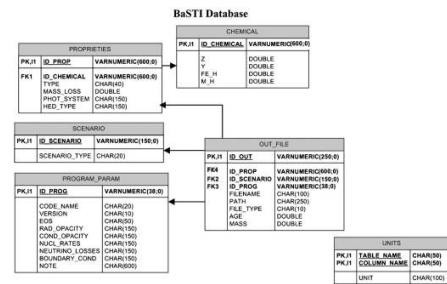 BaSTI Database
PROPRIETIES
PK,I1 ID_PROP VARNUMERIC(600;0)
FK1 ID_CHEMICAL VARNUMERIC(600;0)
TYPE CHAR(40)
MASS_LOSS DOUBLE
PHOT_SYSTEM CHAR(150)
HED_TYPE CHAR(150)
CHEMICAL
PK,I1 ID_CHEMICAL VARNUMERIC(600;0)
Z DOUBLE
Y DOUBLE
FE_H DOUBLE
M_H DOUBLE
SCENARIO
PK,I1 ID_SCENARIO VARNUMERIC(150;0)
SCENARIO_TYPE CHAR(20)
OUT_FILE
PK,I1 ID_OUT VARNUMERIC(250;0)
FK4 ID_PROP VARNUMERIC(600;0)
FK2 ID_SCENARIO VARNUMERIC(150;0)
FK3 ID_PROG VARNUMERIC(38;0)
FILENAME CHAR(100)
PATH CHAR(250)
FILE_TYPE CHAR(10)
AGE DOUBLE
MASS DOUBLE
PROGRAM_PARAM
PK,I1 ID_PROG VARNUMERIC(38;0)
CODE_NAME CHAR(20)
VERSION CHAR(10)
EOS CHAR(50)
RAD_OPACITY CHAR(150)
COND_OPACITY CHAR(150)
NUCL_RATES CHAR(150)
NEUTRINO_LOSSES CHAR(150)
BOUNDARY_COND CHAR(150)
NOTE CHAR(600)
UNITS
PK,I1 TABLE_NAME CHAR(50)
PK,I1 COLUMN_NAME CHAR(50)
UNIT CHAR(100)